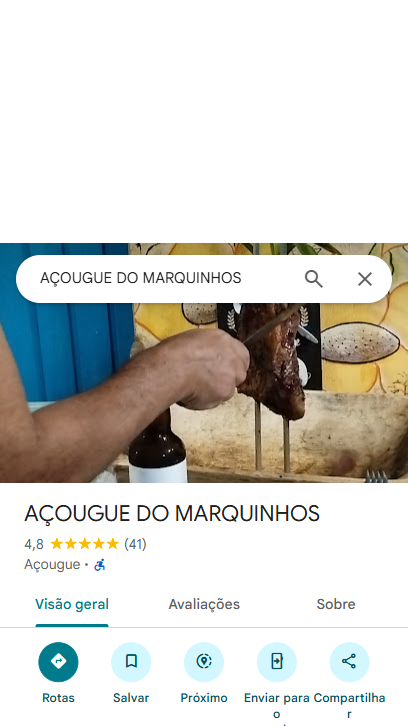 AÇOUGUE DO MARQUINHOS
AÇOUGUE DO MARQUINHOS
4,8 (41)
Açougue ·
Visão geral Avaliações Sobre
Rotas Salvar Próximo Enviar para o Compartilhar